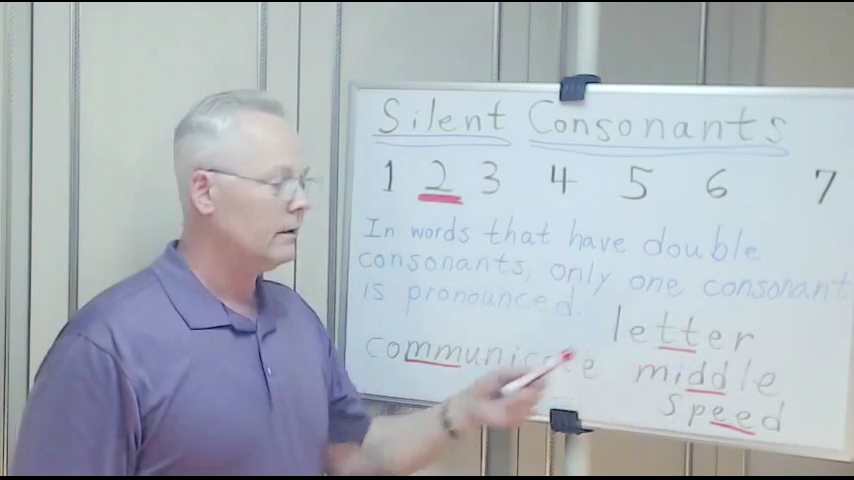 Silent Consonants
1 2 3 4 5 6 7
In words that have double
consonants, only one consonant
is pronounced.
letter
communicate
middle
speed